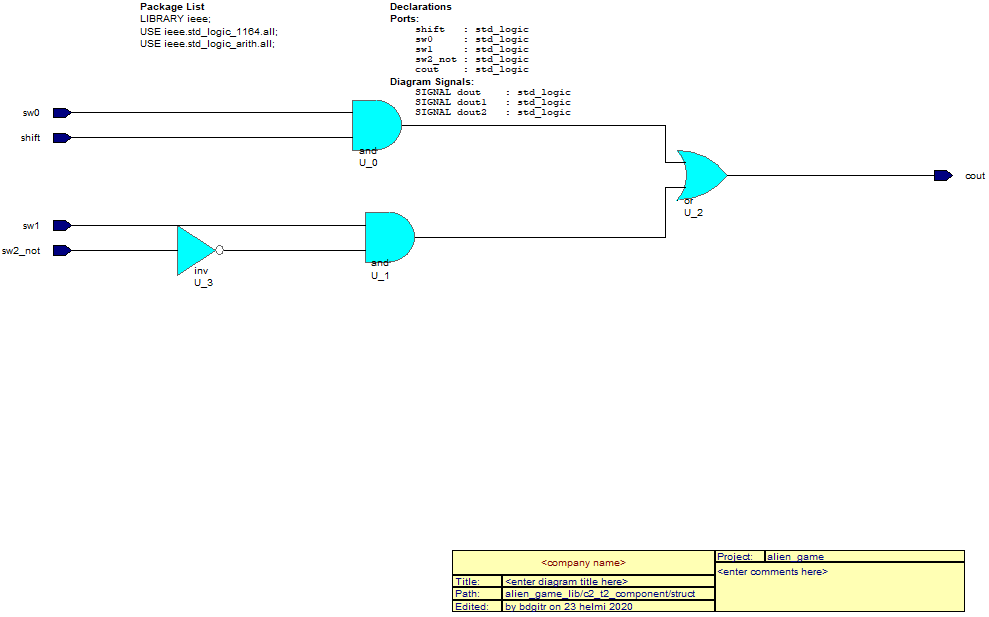 Package List
LIBRARY ieee;
USE ieee.std_logic_1164.all;
USE ieee.std_logic_arith.all;
Declarations
Ports:
shift : std_logic
sw0 : std_logic
sw1 : std_logic
sw2_not : std_logic
cout : std_logic
Diagram Signals:
SIGNAL dout : std_logic
SIGNAL dout1 : std_logic
SIGNAL dout2 : std_logic
sw0
shift
and
U_0
or
U_2
cout
sw1
sw2_not
inv
U_3
and
U_1
<company name>
Title: <enter diagram title here>
Path: alien_game_lib/c2_t2_component/struct
Edited: by bdgitr on 23 helmi 2020
Project: alien_game
<enter comments here>